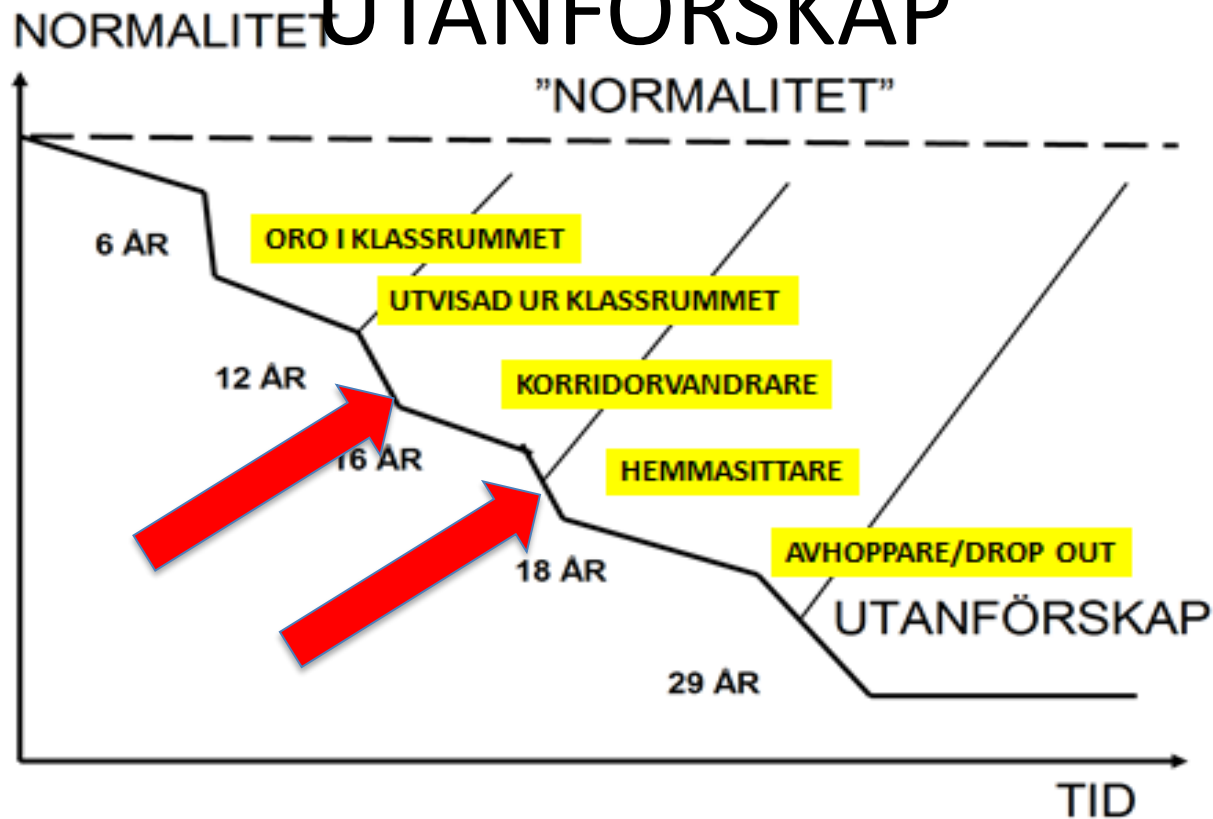 UTANFÖRSKAP
NORMALITET
”NORMALITET”
6 ÅR
ORO I KLASSRUMMET
UTVISAD UR KLASSRUMMET
12 ÅR
KORRIDORVANDRARE
16 ÅR
HEMMASITTARE
18 ÅR
AVHOPPARE/DROP OUT
UTANFÖRSKAP
29 ÅR
TID